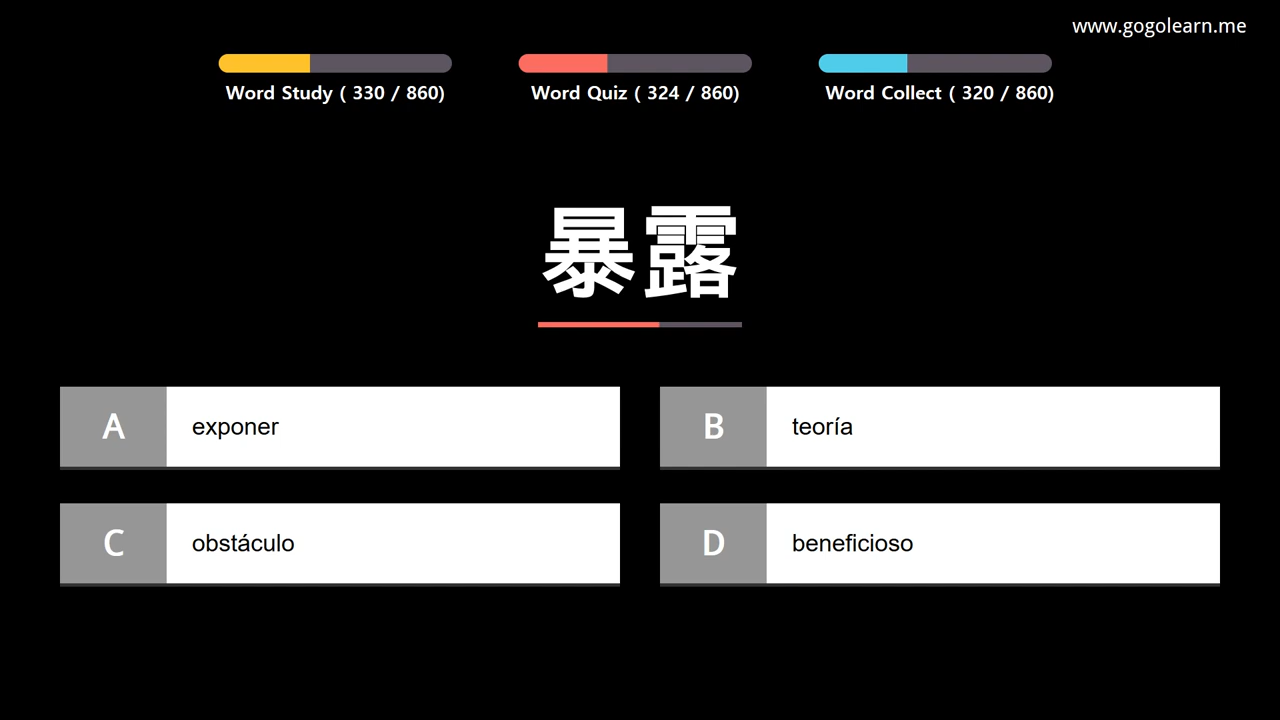 www.gogolearn.me
Word Study ( 330 / 860)
Word Quiz ( 324 / 860)
Word Collect ( 320 / 860)
暴露
A exponer
B teoría
C obstáculo
D beneficioso